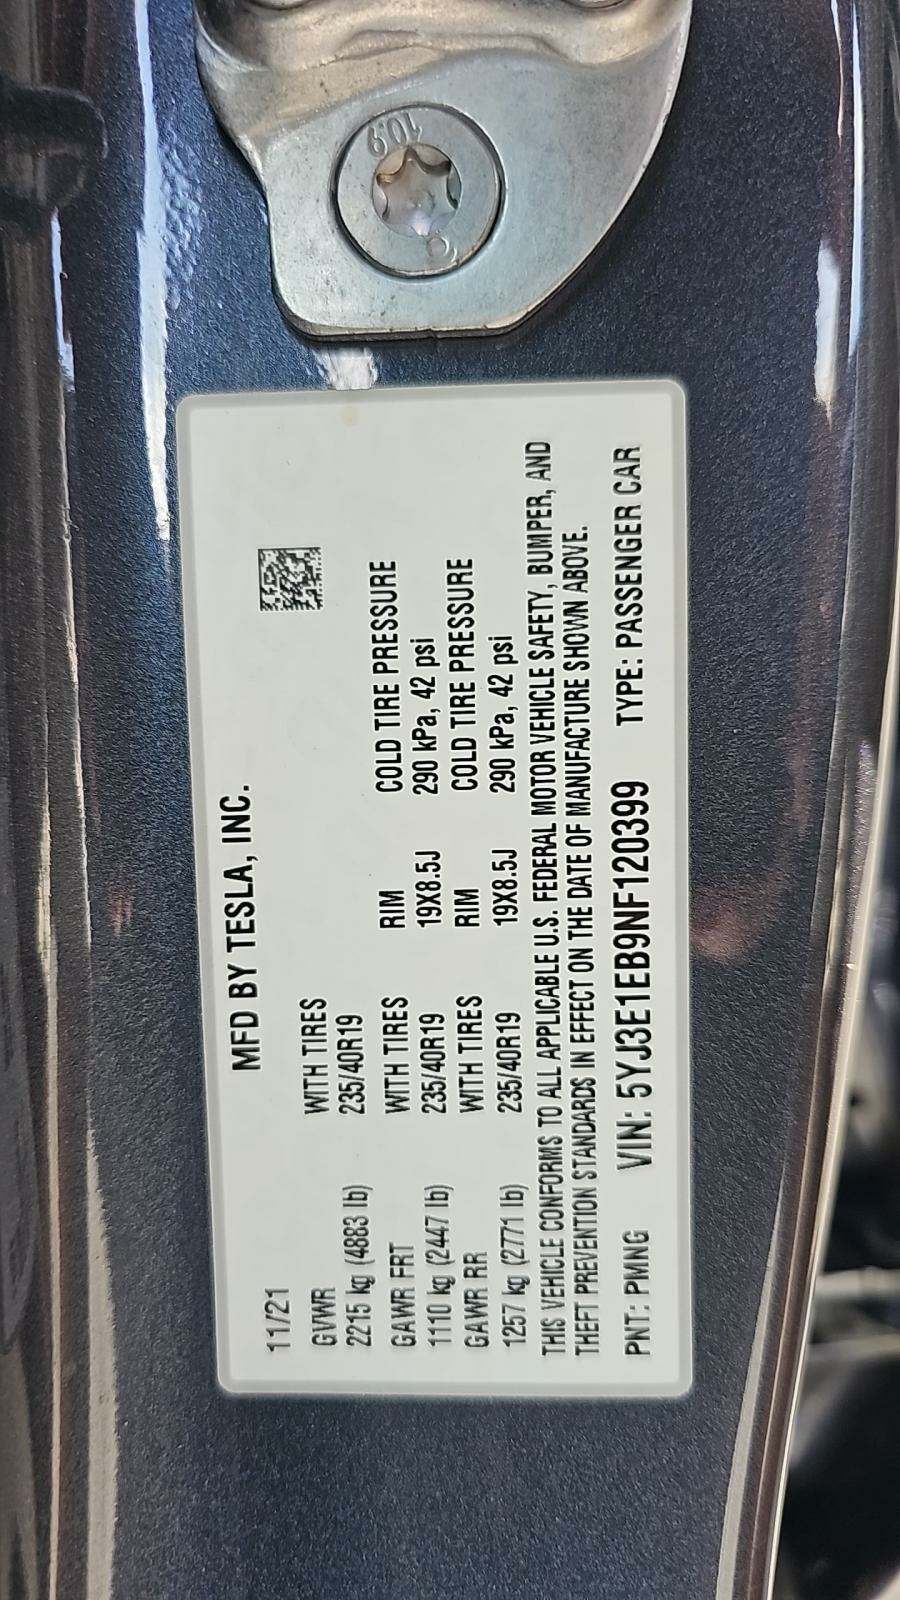 10.9
MFD BY TESLA, INC.
11/21
GVWR WITH TIRES
2215 kg (4883 lb) 235/40R19
GAWR FRT WITH TIRES RIM COLD TIRE PRESSURE
1110 kg (2447 lb) 235/40R19 19X8.5J 290 kPa, 42 psi
GAWR RR WITH TIRES RIM COLD TIRE PRESSURE
1257 kg (2771 lb) 235/40R19 19X8.5J 290 kPa, 42 psi
THIS VEHICLE CONFORMS TO ALL APPLICABLE U.S. FEDERAL MOTOR VEHICLE SAFETY, BUMPER, AND
THEFT PREVENTION STANDARDS IN EFFECT ON THE DATE OF MANUFACTURE SHOWN ABOVE.
PNT: PMNG VIN: 5YJ3E1EB9NF120399 TYPE: PASSENGER CAR